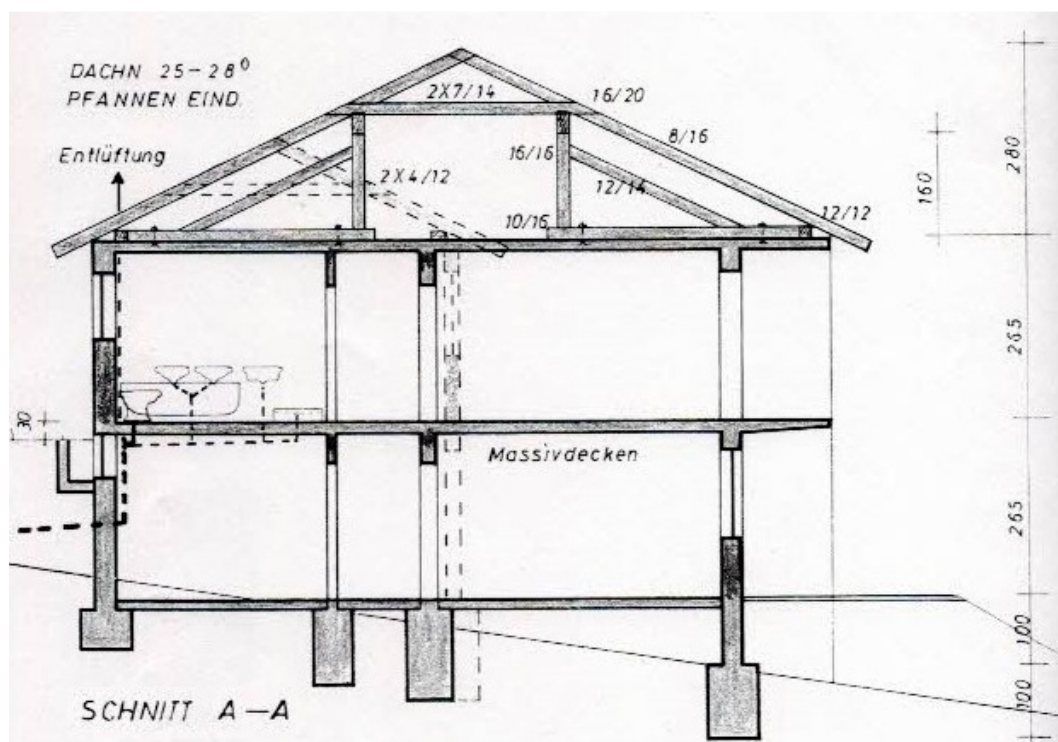 DACHN 25-28⁰
PFANNEN EIND.
Entlüftung
2X7/14
16/20
8/16
16/16
2X4/12
12/14
10/16
12/12
160
280
265
30
Massivdecken
265
100
100
SCHNITT A-A